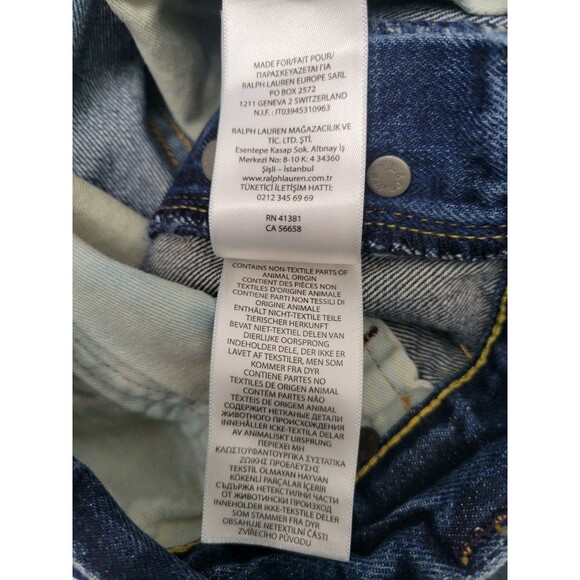 MADE FOR/FAIT POUR/
ΠΑΡΑΣΚΕΥΑΖΕΤΑΙ ΓΙΑ
RALPH LAUREN EUROPE SARL
PO BOX 2572
1211 GENEVA 2 SWITZERLAND
N.I.F. : IT03945310963
RALPH LAUREN MAĞAZACILIK VE
TİC. LTD. ŞTİ.
Esentepe Kasap Sok. Altınay İş
Merkezi No: 8-10 K: 4 34360
Şişli - İstanbul
www.ralphlauren.com.tr
TÜKETİCİ İLETİŞİM HATTI:
0212 345 69 69
RN 41381
CA 56658
CONTAINS NON-TEXTILE PARTS OF
ANIMAL ORIGIN
CONTIENT DES PIÈCES NON
TEXTILES D'ORIGINE ANIMALE
CONTIENE PARTI NON TESSILI DI
ORIGINE ANIMALE
ENTHÄLT NICHT-TEXTILE TEILE
TIERISCHER HERKUNFT
BEVAT NIET-TEXTIEL DELEN VAN
DIERLIJKE OORSPRONG
INDEHOLDER DELE, DER IKKE ER
LAVET AF TEKSTILER, MEN SOM
KOMMER FRA DYR
CONTIENE PARTES NO
TEXTILES DE ORIGEN ANIMAL
CONTÉM PARTES NÃO
TÊXTEIS DE ORIGEM ANIMAL
СОДЕРЖИТ НЕТКАНЫЕ ДЕТАЛИ
ЖИВОТНОГО ПРОИСХОЖДЕНИЯ
INNEHÅLLER ICKE-TEXTILA DELAR
AV ANIMALISKT URSPRUNG
ΠΕΡΙΕΧΕΙ ΜΗ
ΚΛΩΣΤΟΫΦΑΝΤΟΥΡΓΙΚΑ ΣΥΣΤΑΤΙΚΑ
ΖΩΙΚΗΣ ΠΡΟΕΛΕΥΣΗΣ
TEKSTİL OLMAYAN HAYVAN
KÖKENLİ PARÇALAR İÇERİR
СЪДЪРЖА НЕТЕКСТИЛНИ ЧАСТИ
ОТ ЖИВОТИНСКИ ПРОИЗХОД
INNEHOLDER IKKE-TEKSTILE DELER
SOM STAMMER FRA DYR
OBSAHUJE NETEXTILNÍ ČÁSTI
ZVÍŘECÍHO PŮVODU